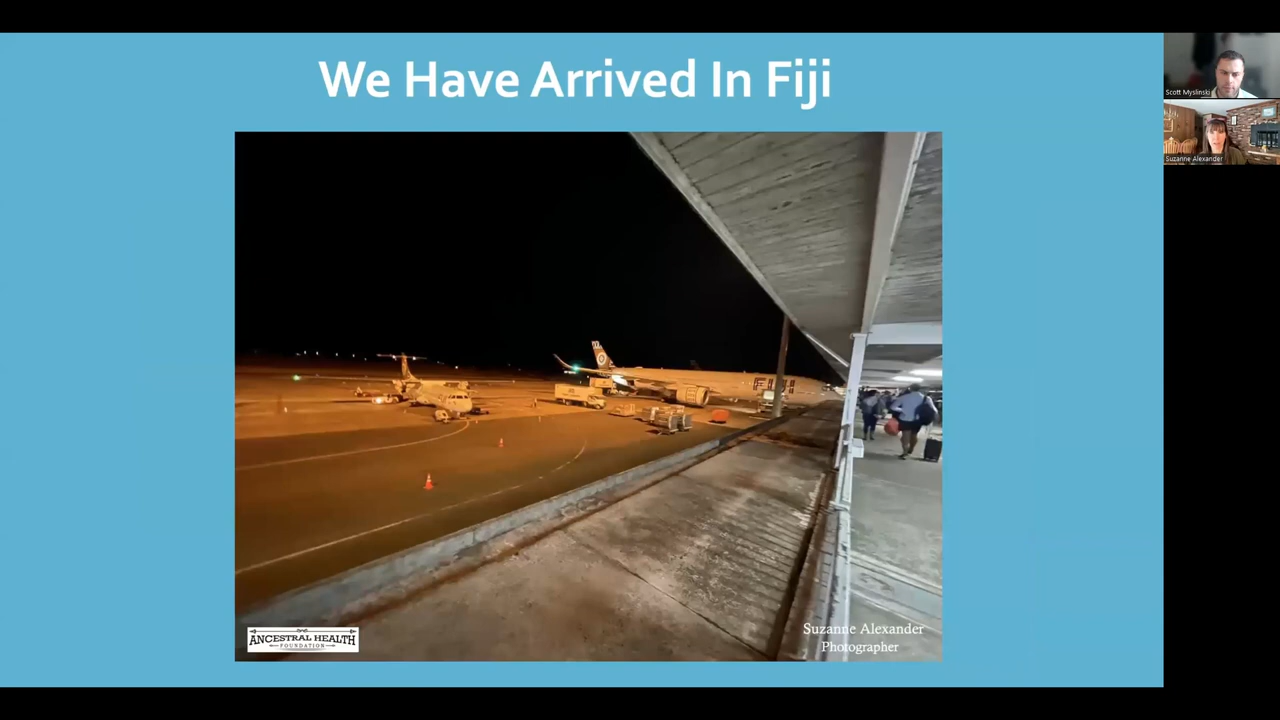 We Have Arrived In Fiji
Scott Myslinski
Suzanne Alexander
FIJI
ANCESTRAL HEALTH
FOUNDATION
Suzanne Alexander
Photographer